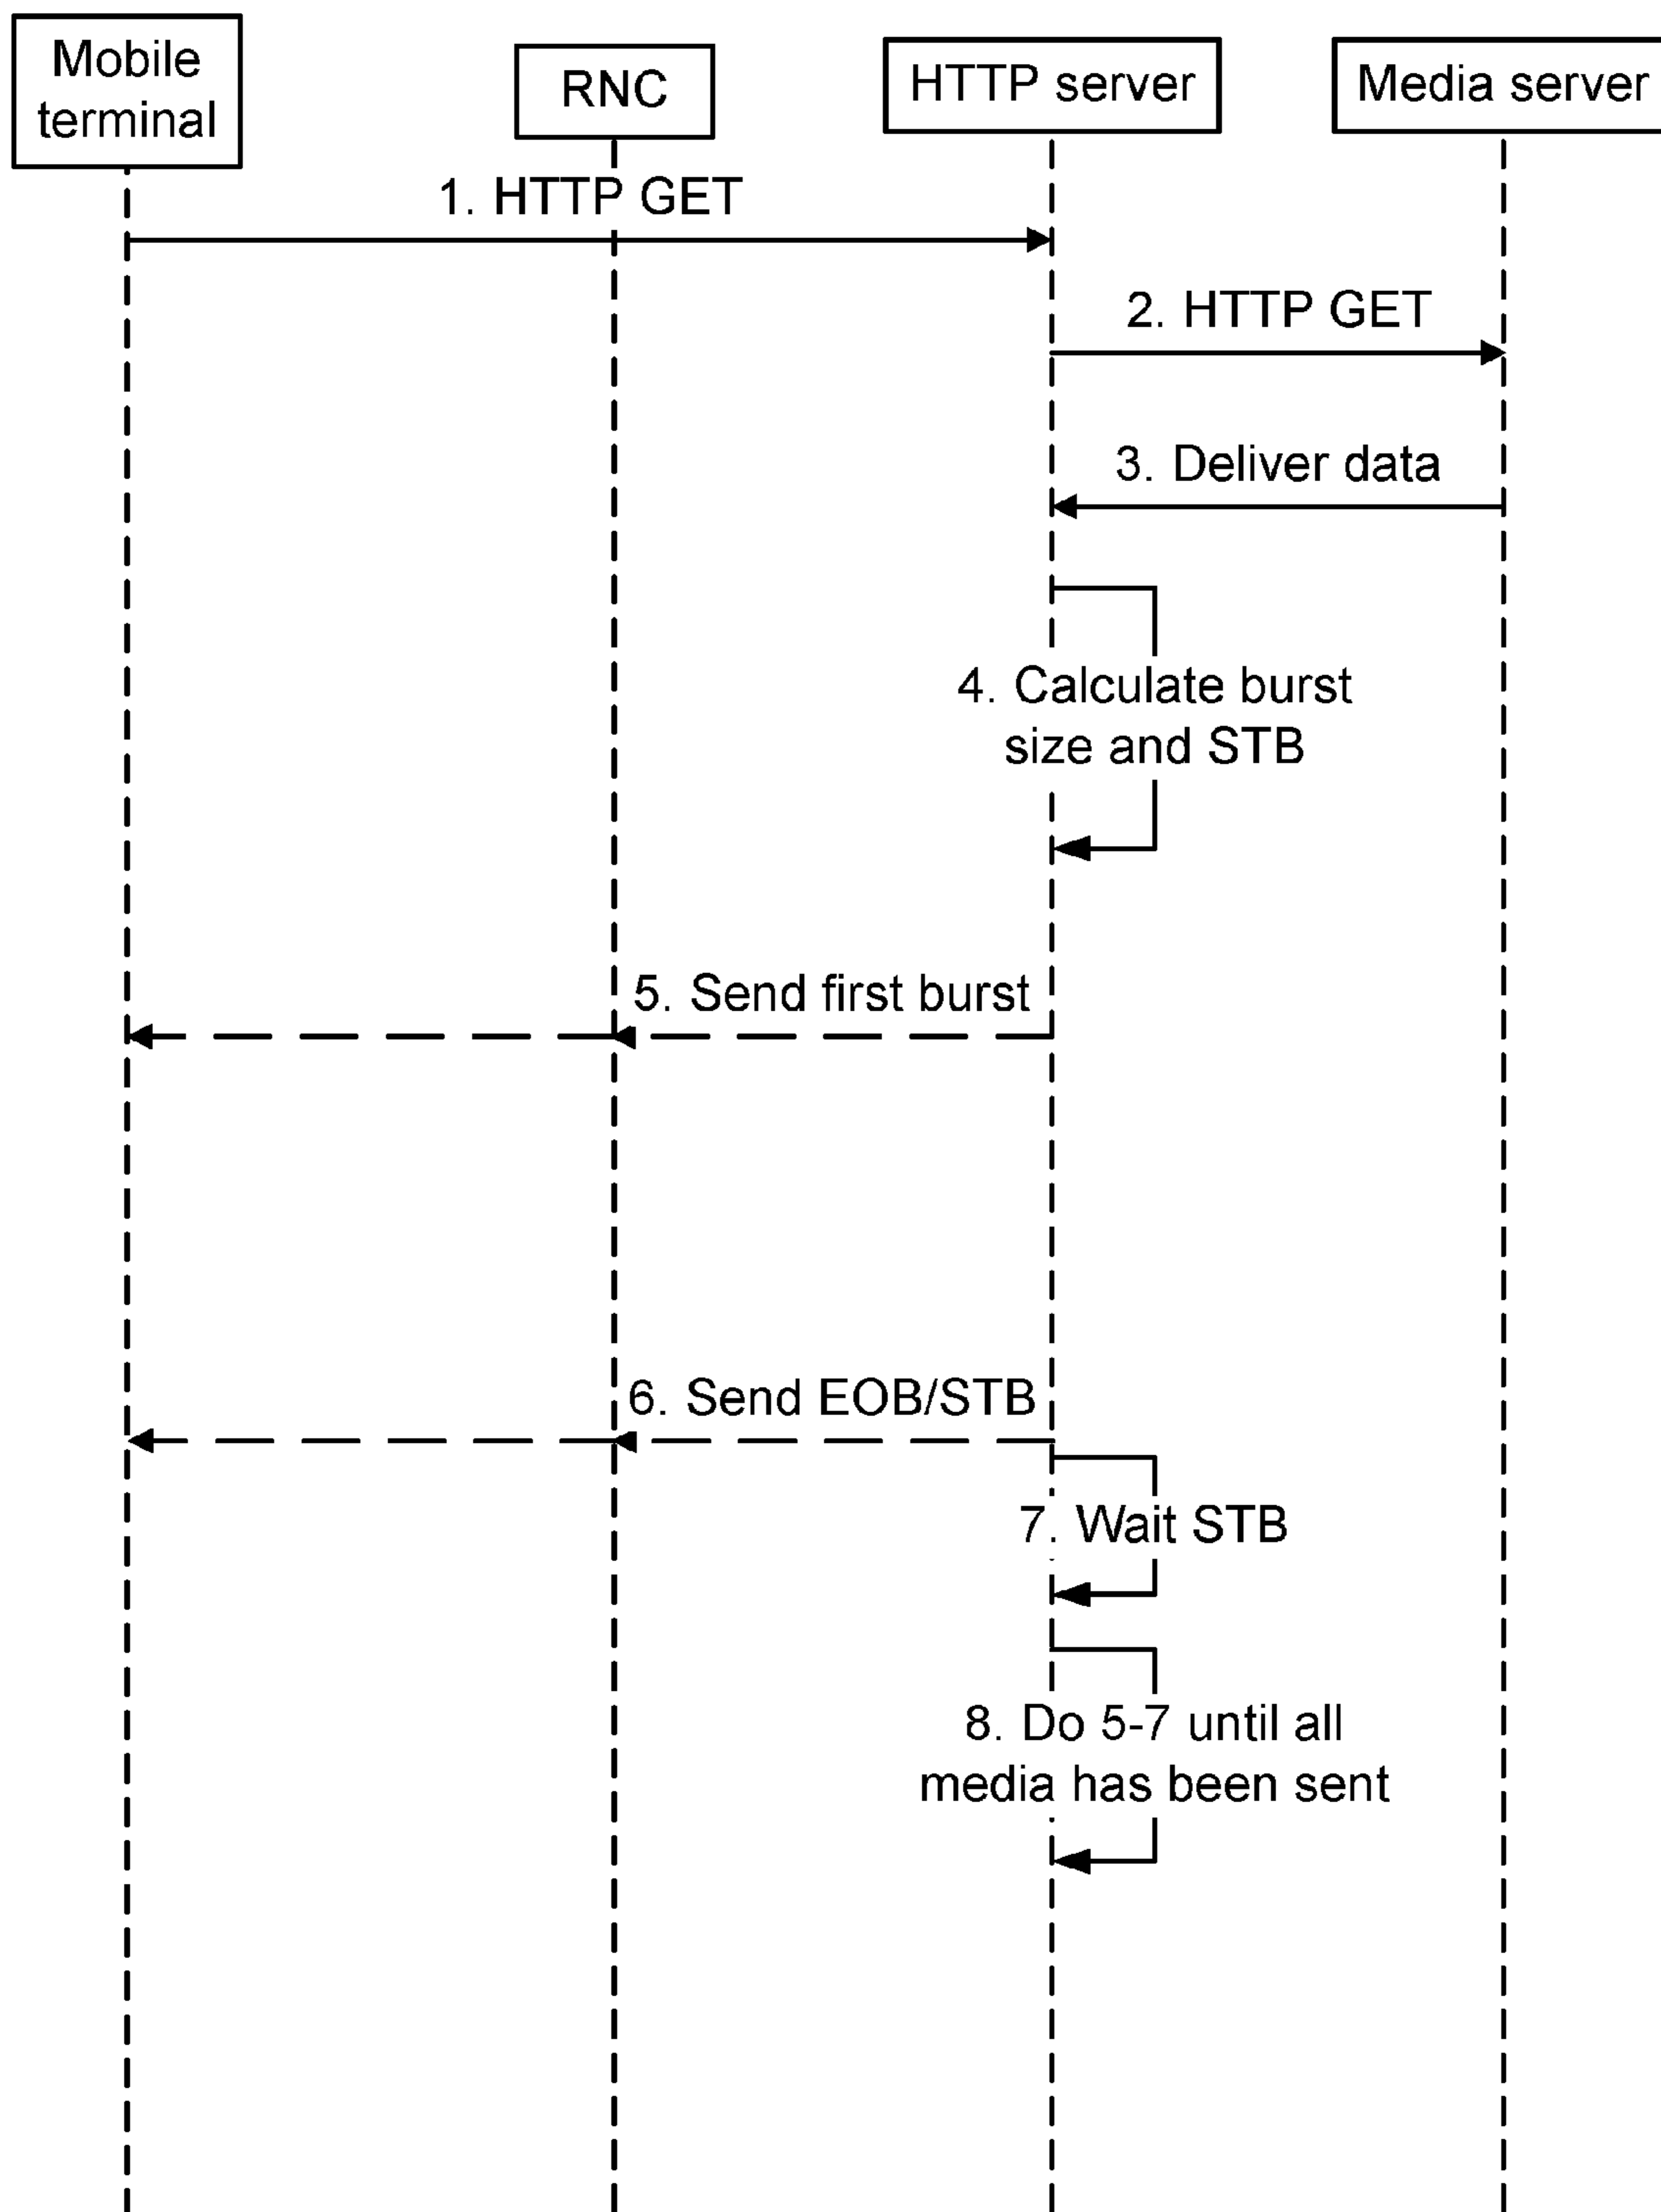 Mobile
terminal
RNC
HTTP server
Media server
1. HTTP GET
2. HTTP GET
3. Deliver data
4. Calculate burst
size and STB
5. Send first burst
6. Send EOB/STB
7. Wait STB
8. Do 5-7 until all
media has been sent